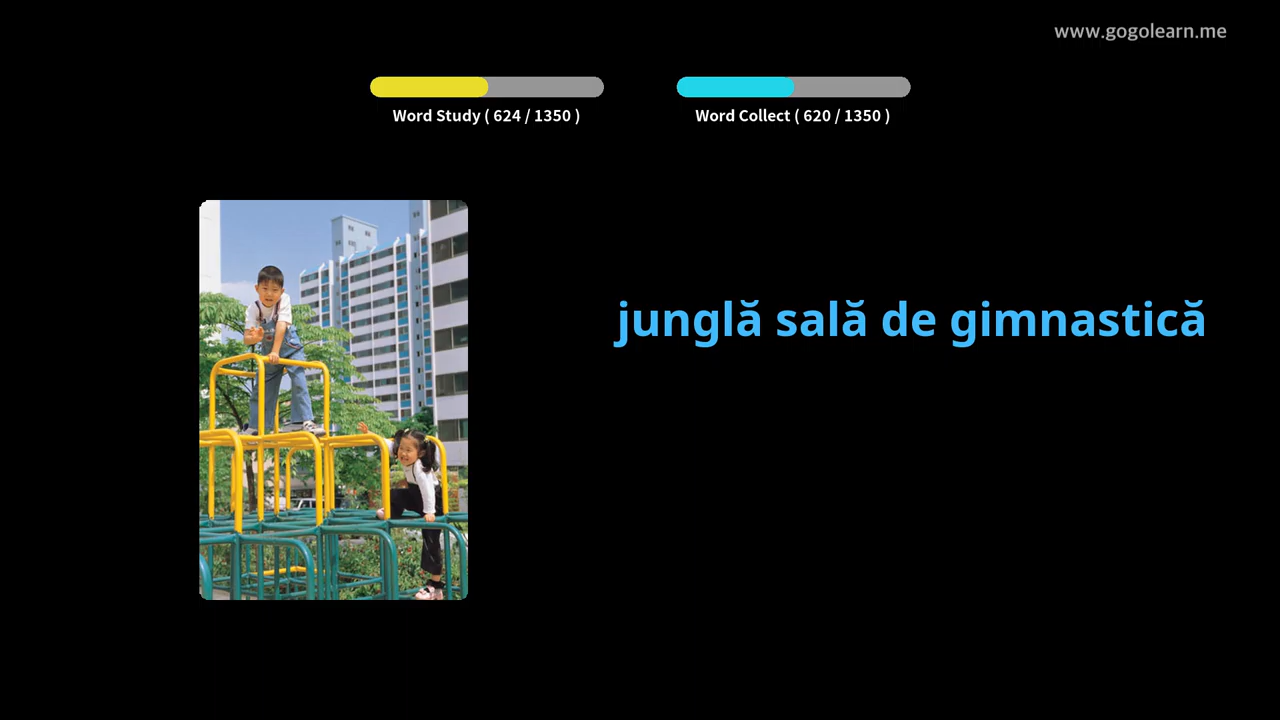 www.gogolearn.me
Word Study ( 624 / 1350 )
Word Collect ( 620 / 1350 )
junglă sală de gimnastică